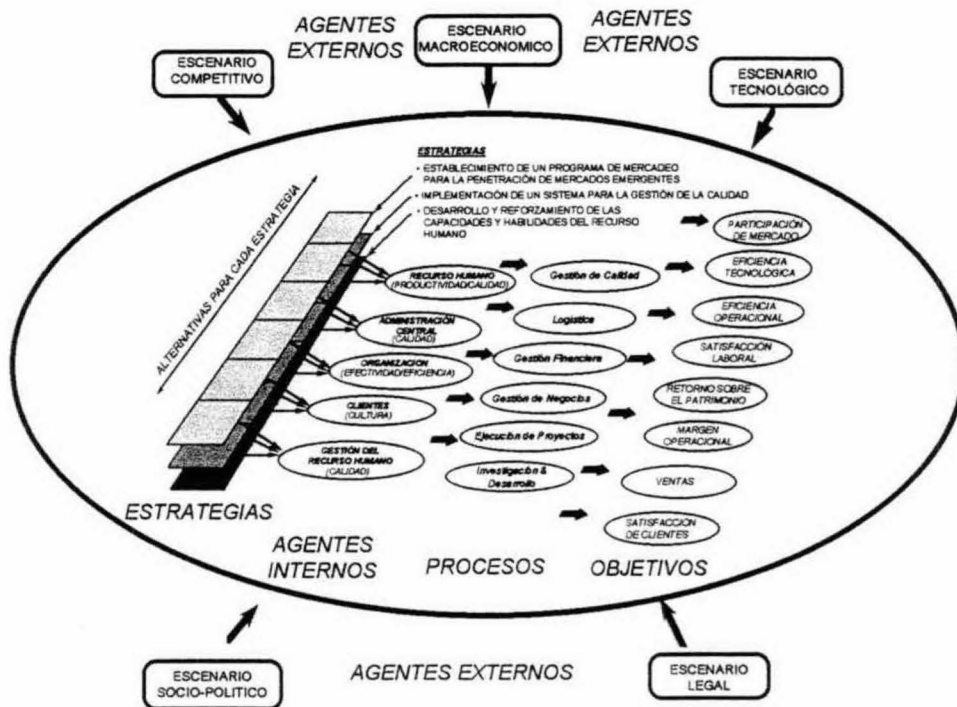 AGENTES
EXTERNOS
ESCENARIO
MACROECONOMICO
AGENTES
EXTERNOS
ESCENARIO
COMPETITIVO
ESCENARIO
TECNOLÓGICO
ESTRATEGIAS
• ESTABLECIMIENTO DE UN PROGRAMA DE MERCADEO
PARA LA PENETRACIÓN DE MERCADOS EMERGENTES
• IMPLEMENTACIÓN DE UN SISTEMA PARA LA GESTIÓN DE LA CALIDAD
• DESARROLLO Y REFORZAMIENTO DE LAS
CAPACIDADES Y HABILIDADES DEL RECURSO
HUMANO
ALTERNATIVAS PARA CADA ESTRATEGIA
RECURSO HUMANO
(PRODUCTIVIDAD/CALIDAD)
ADMINISTRACIÓN
CENTRAL
(CALIDAD)
ORGANIZACIÓN
(EFECTIVIDAD/EFICIENCIA)
CLIENTES
(CULTURA)
GESTIÓN DEL
RECURSO HUMANO
(CALIDAD)
Gestión de Calidad
Logística
Gestión Financiera
Gestión de Negocios
Ejecución de Proyectos
Investigación &
Desarrollo
PARTICIPACIÓN
DE MERCADO
EFICIENCIA
TECNOLÓGICA
EFICIENCIA
OPERACIONAL
SATISFACCIÓN
LABORAL
RETORNO SOBRE
EL PATRIMONIO
MARGEN
OPERACIONAL
VENTAS
SATISFACCION
DE CLIENTES
ESTRATEGIAS
AGENTES
INTERNOS
PROCESOS
OBJETIVOS
ESCENARIO
SOCIO-POLITICO
AGENTES EXTERNOS
ESCENARIO
LEGAL